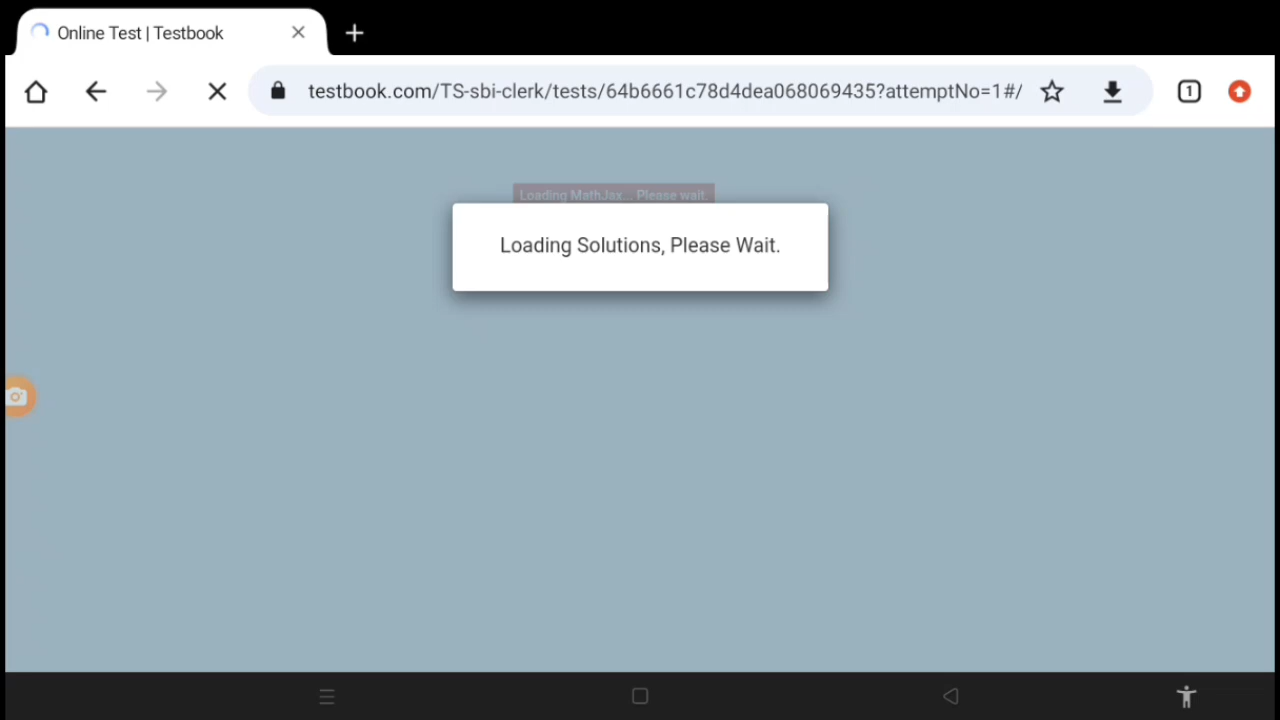 Online Test | Testbook
testbook.com/TS-sbi-clerk/tests/64b6661c78d4dea068069435?attemptNo=1#/
1
Loading MathJax... Please wait.
Loading Solutions, Please Wait.